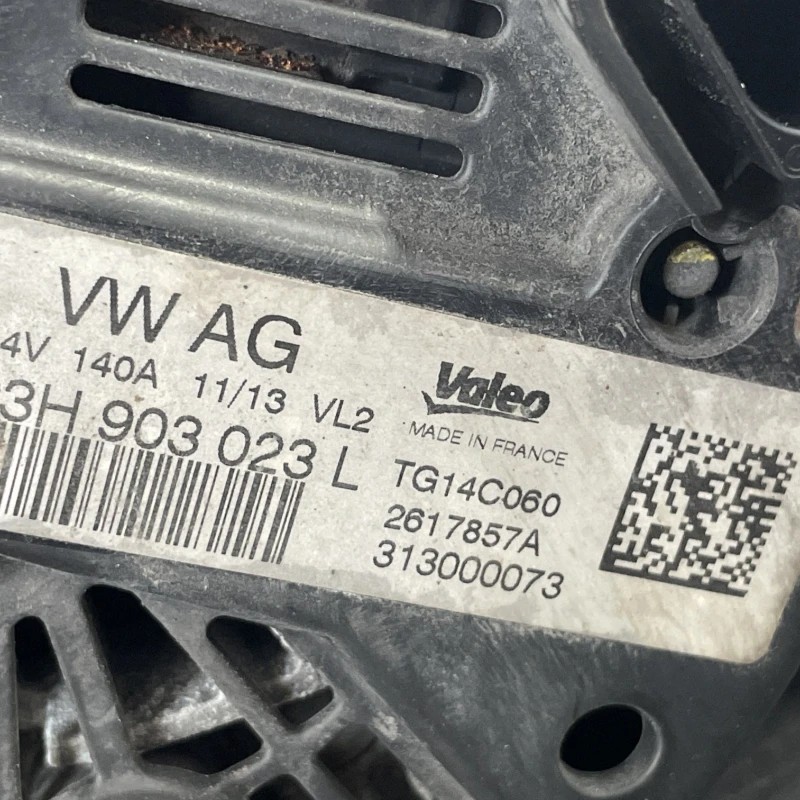 VW AG
4V 140A 11/13 VL2
3H 903 023 L
Valeo
MADE IN FRANCE
TG14C060
2617857A
313000073